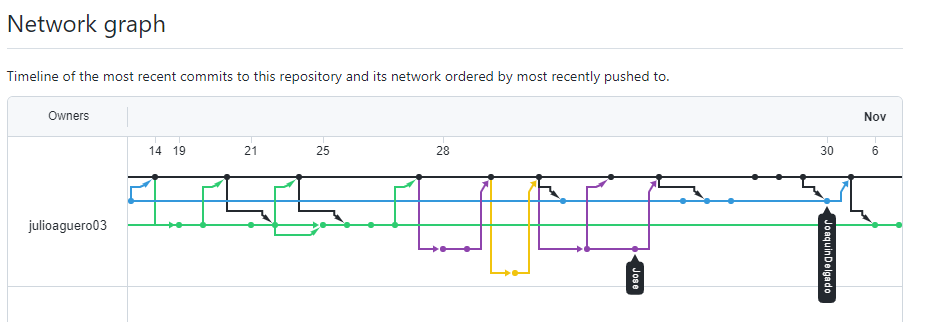 Network graph
Timeline of the most recent commits to this repository and its network ordered by most recently pushed to.
Owners
Nov
14 19 21 25 28 30 6
julioaguero03
Jose
JoaquinDelgado